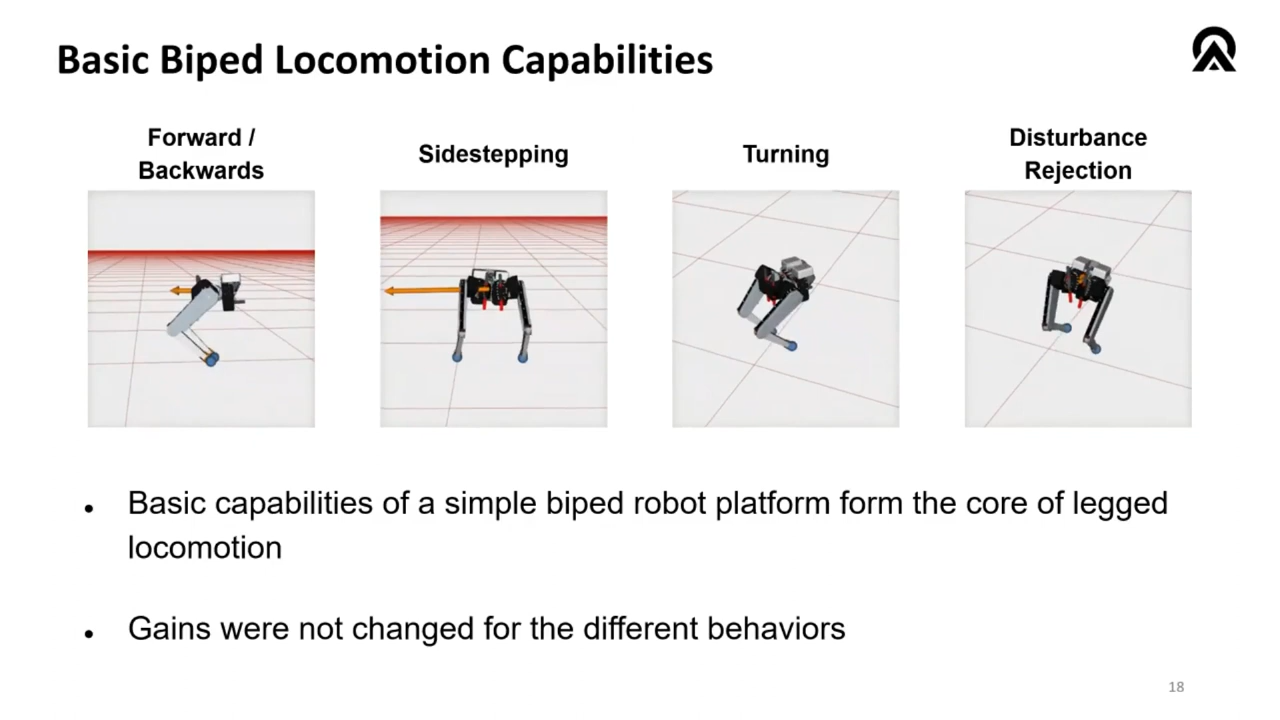 Basic Biped Locomotion Capabilities
Forward /
Backwards
Sidestepping
Turning
Disturbance
Rejection
• Basic capabilities of a simple biped robot platform form the core of legged
locomotion
• Gains were not changed for the different behaviors
18